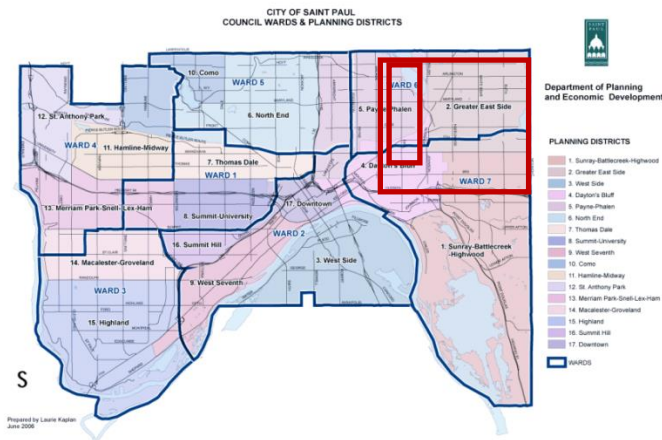 CITY OF SAINT PAUL
COUNCIL WARDS & PLANNING DISTRICTS
SAINT
PAUL
Department of Planning
and Economic Development
10. Como
WARD 5
6. North End
5. Payne-Phalen
WARD 6
2. Greater East Side
12. St. Anthony Park
WARD 4
11. Hamline-Midway
7. Thomas Dale
WARD 1
4. Dayton's Bluff
WARD 7
13. Merriam Park-Snell-Lex-Ham
8. Summit-University
17. Downtown
16. Summit Hill
WARD 2
14. Macalester-Groveland
3. West Side
1. Sunray-Battlecreek-
Highwood
9. West Seventh
WARD 3
15. Highland
PLANNING DISTRICTS
1. Sunray-Battlecreek-Highwood
2. Greater East Side
3. West Side
4. Dayton's Bluff
5. Payne-Phalen
6. North End
7. Thomas Dale
8. Summit-University
9. West Seventh
10. Como
11. Hamline-Midway
12. St. Anthony Park
13. Merriam Park-Snell-Lex-Ham
14. Macalester-Groveland
15. Highland
16. Summit Hill
17. Downtown
WARDS
S
Prepared by Laurie Kaplan
June 2006